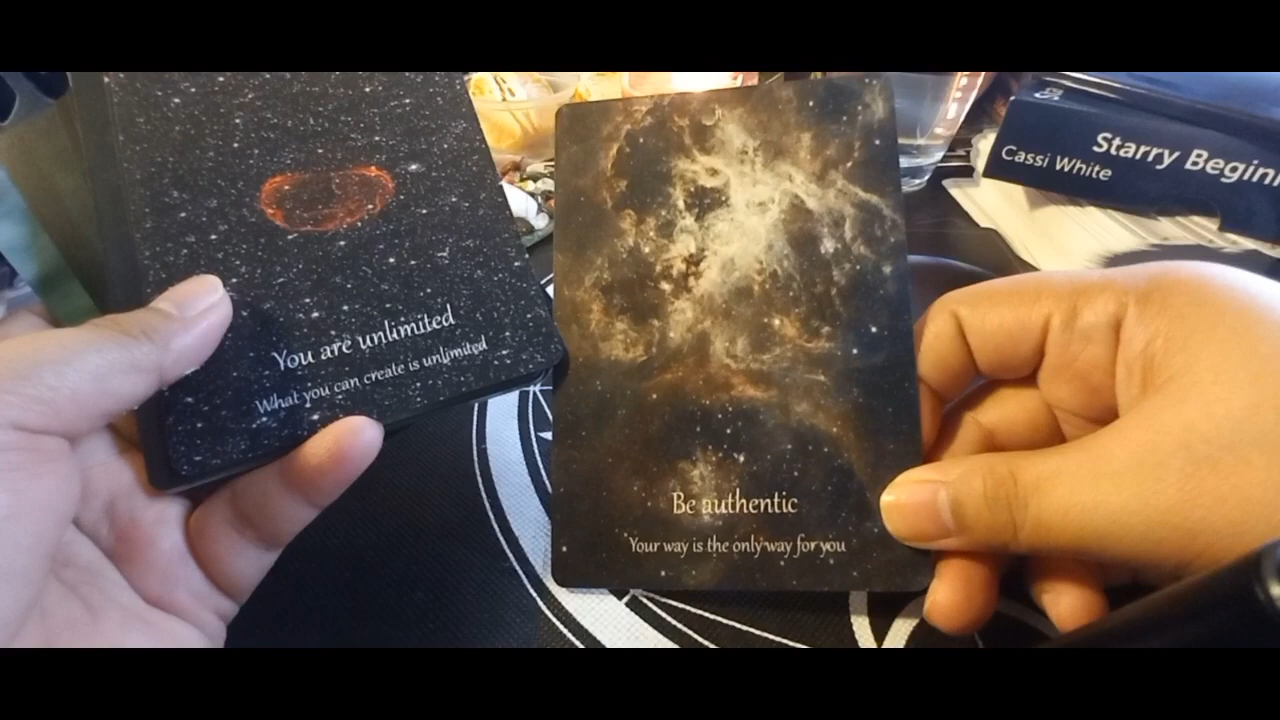 You are unlimited
What you can create is unlimited
Be authentic
Your way is the only way for you
Starry Begin
Cassi White